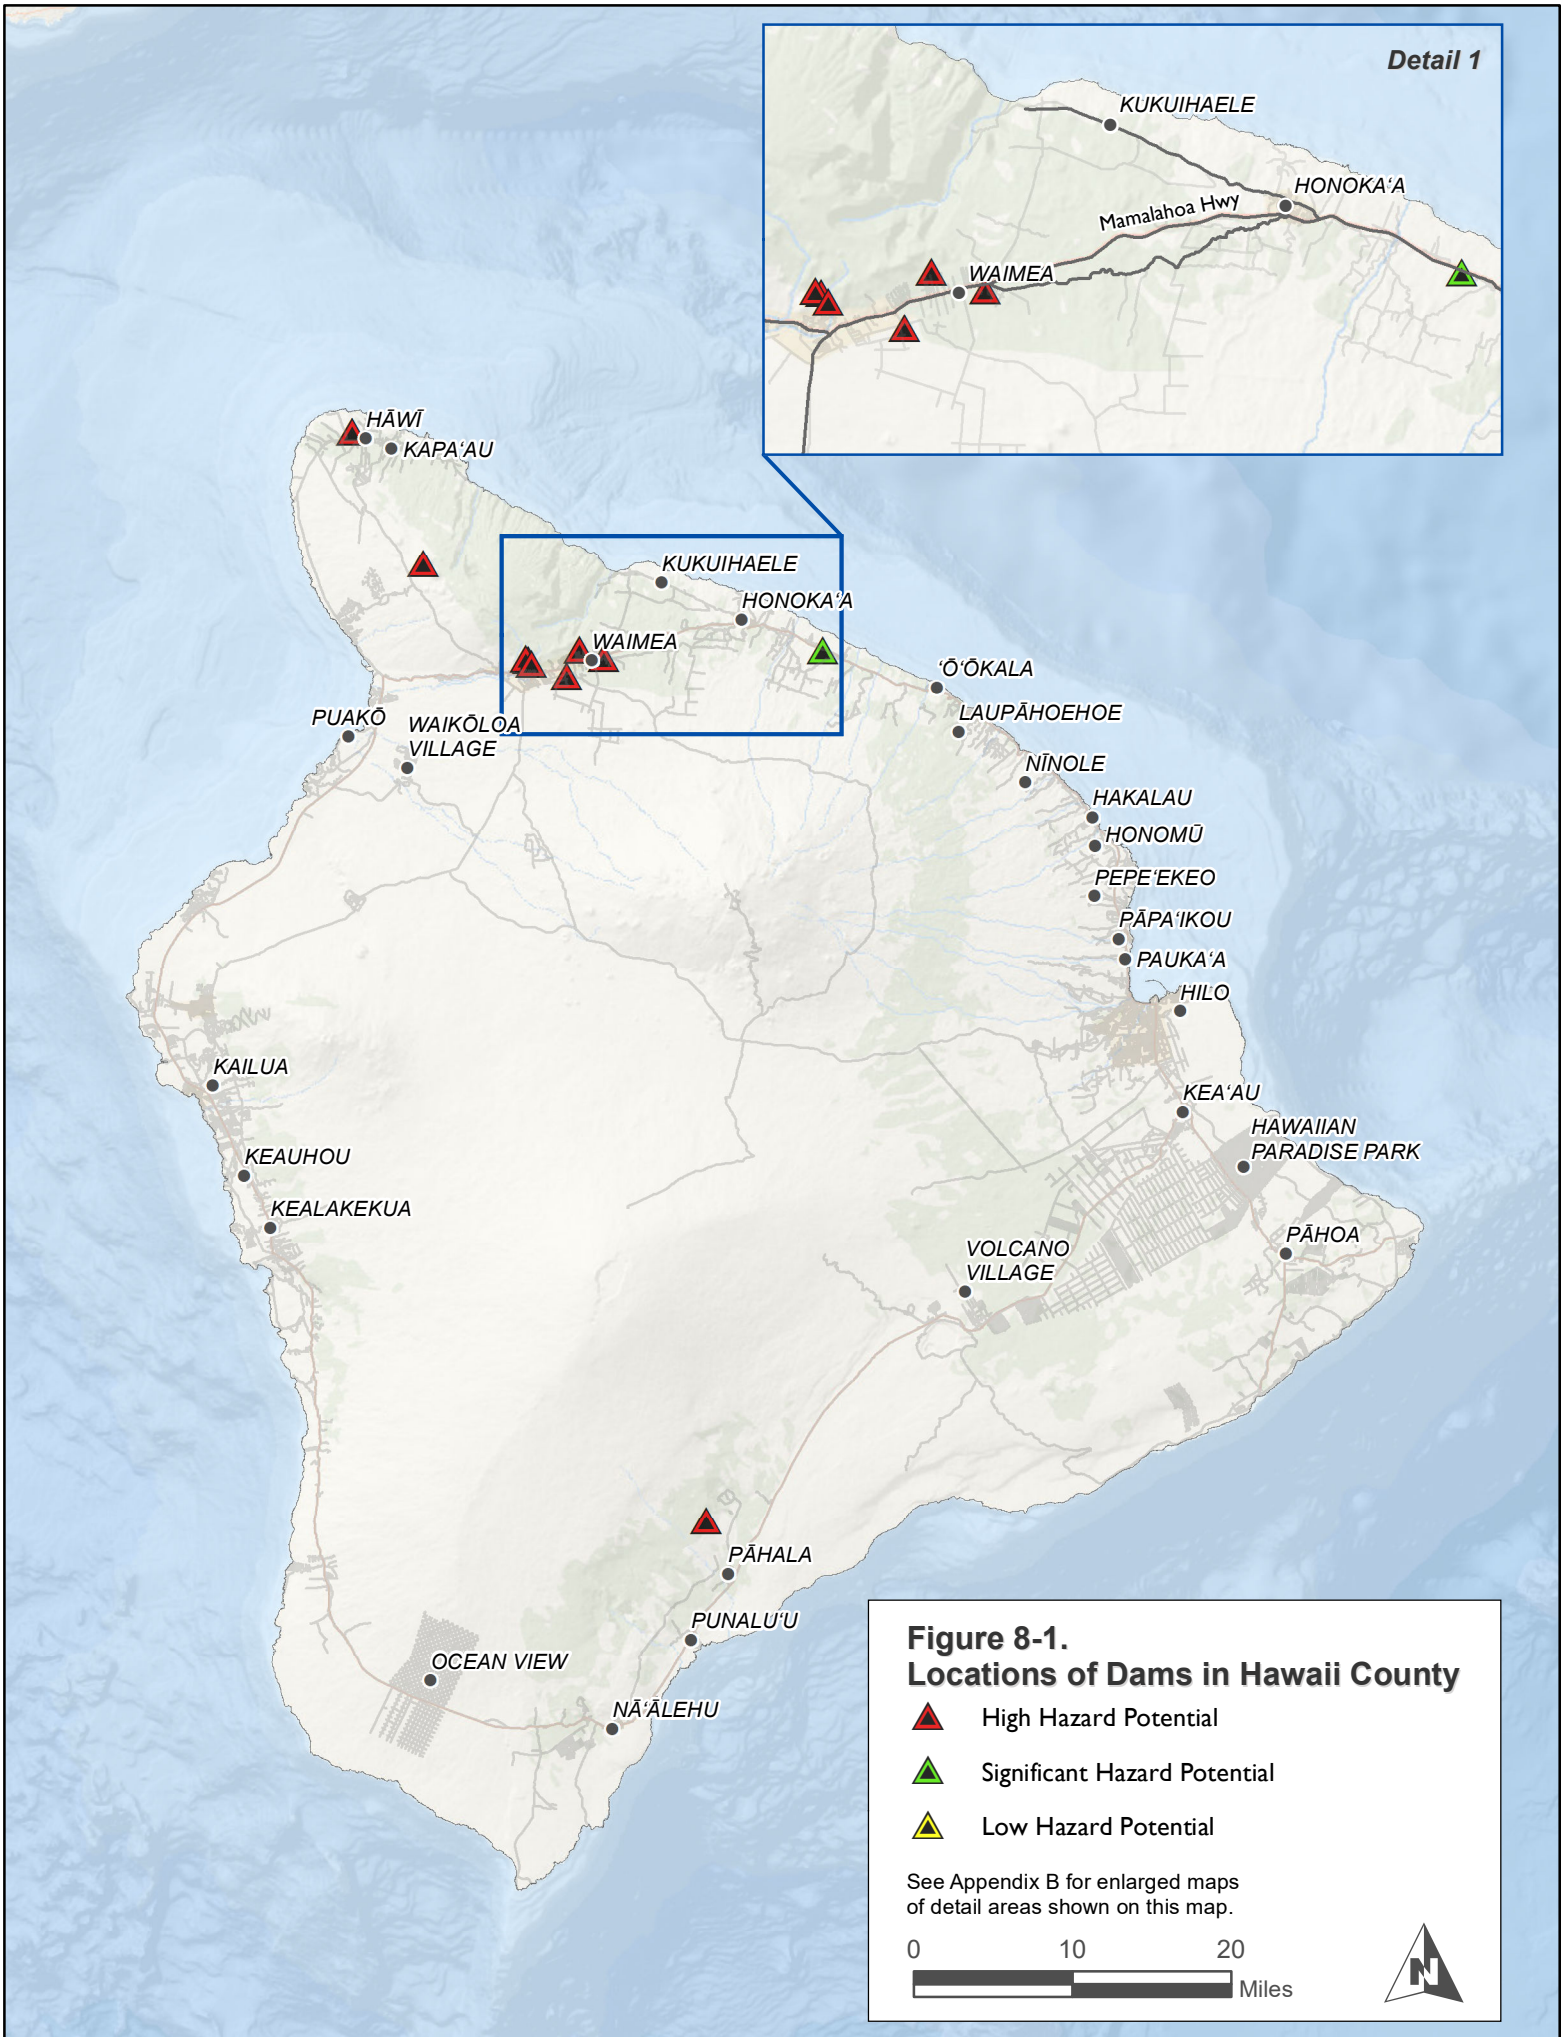 Detail 1
KUKUIHAELE
HONOKAʻA
Mamalahoa Hwy
WAIMEA
HĀWĪ
KAPAʻAU
KUKUIHAELE
HONOKAʻA
WAIMEA
ʻŌʻŌKALA
LAUPĀHOEHOE
PUAKŌ
WAIKŌLOA
VILLAGE
NĪNOLE
HAKALAU
HONOMŪ
PEPEʻEKEO
PĀPAʻIKOU
PAUKAʻA
HILO
KAILUA
KEAʻAU
HAWAIIAN
PARADISE PARK
KEAUHOU
KEALAKEKUA
PĀHOA
VOLCANO
VILLAGE
PĀHALA
PUNALUʻU
OCEAN VIEW
NĀʻĀLEHU
Figure 8-1.
Locations of Dams in Hawaii County
High Hazard Potential
Significant Hazard Potential
Low Hazard Potential
See Appendix B for enlarged maps
of detail areas shown on this map.
0 10 20
Miles
N